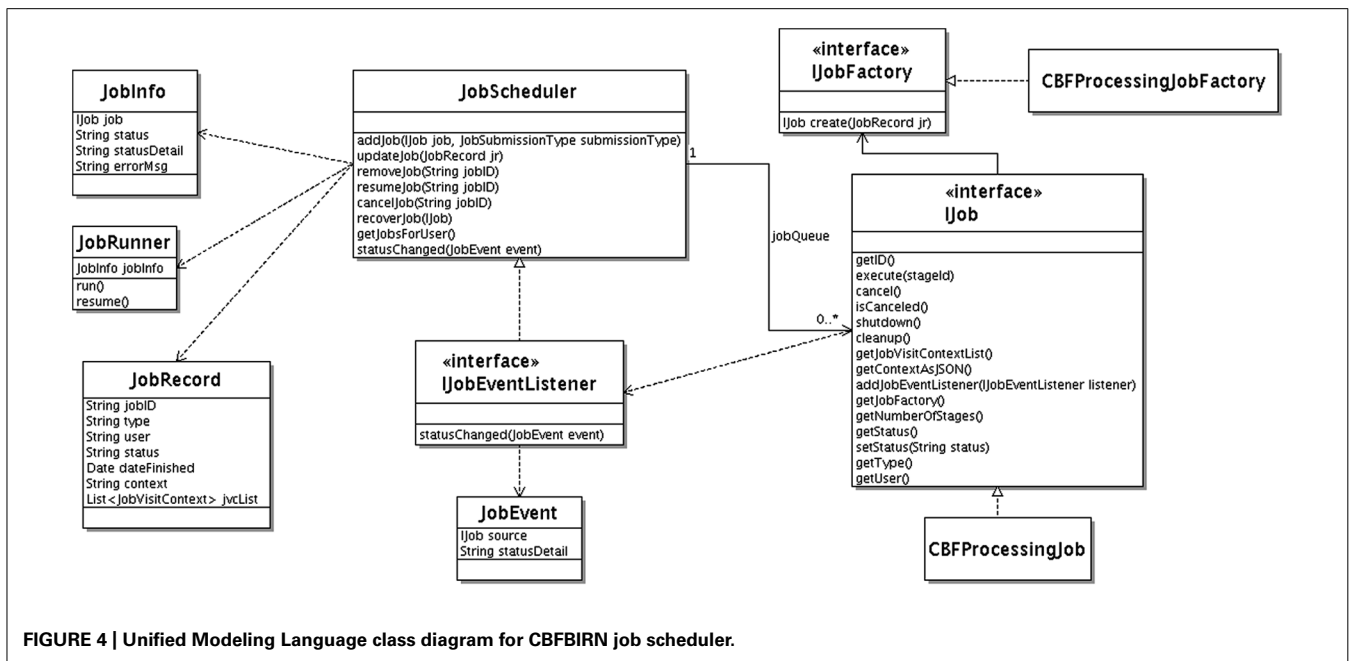 JobInfo
IJob job
String status
String statusDetail
String errorMsg
JobRunner
JobInfo jobInfo
run()
resume()
JobRecord
String jobID
String type
String user
String status
Date dateFinished
String context
List<JobVisitContext> jvcList
JobScheduler
addJob(IJob job, JobSubmissionType submissionType)
updateJob(JobRecord jr)
removeJob(String jobID)
resumeJob(String jobID)
cancelJob(String jobID)
recoverJob(IJob)
getJobsForUser()
statusChanged(JobEvent event)
1
jobQueue
0..*
«interface»
IJobEventListener
statusChanged(JobEvent event)
JobEvent
IJob source
String statusDetail
«interface»
IJobFactory
IJob create(JobRecord jr)
CBFProcessingJobFactory
«interface»
IJob
getID()
execute(stageId)
cancel()
isCanceled()
shutdown()
cleanup()
getJobVisitContextList()
getContextAsJSON()
addJobEventListener(IJobEventListener listener)
getJobFactory()
getNumberOfStages()
getStatus()
setStatus(String status)
getType()
getUser()
CBFProcessingJob
FIGURE 4 | Unified Modeling Language class diagram for CBFBIRN job scheduler.